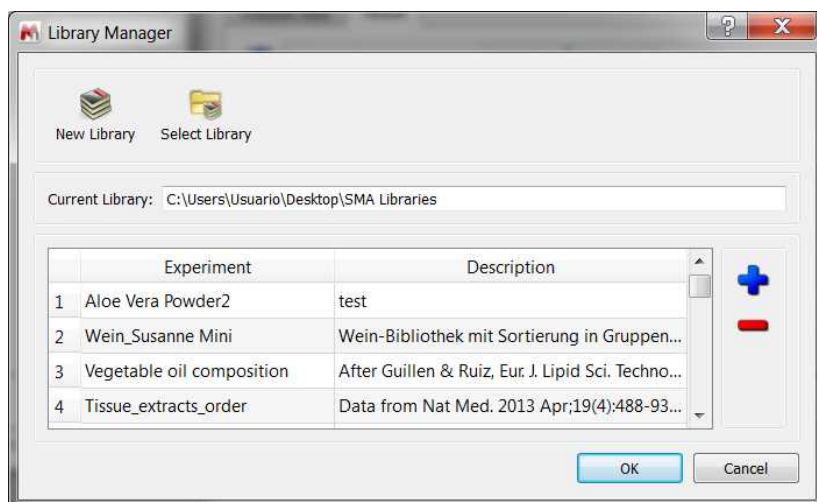 Library Manager
New Library Select Library
Current Library: C:\Users\Usuario\Desktop\SMA Libraries
Experiment Description
1 Aloe Vera Powder2 test
2 Wein_Susanne Mini Wein-Bibliothek mit Sortierung in Gruppen...
3 Vegetable oil composition After Guillen & Ruiz, Eur. J. Lipid Sci. Techno...
4 Tissue_extracts_order Data from Nat Med. 2013 Apr;19(4):488-93...
OK Cancel